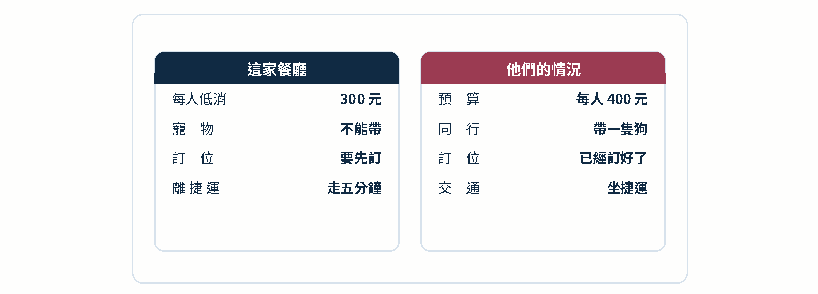 這家餐廳
每人低消 300 元
寵 物 不能帶
訂 位 要先訂
離 捷 運 走五分鐘
他們的情況
預 算 每人 400 元
同 行 帶一隻狗
訂 位 已經訂好了
交 通 坐捷運